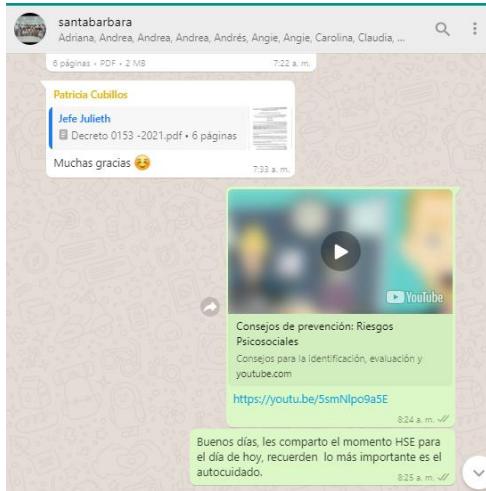 santabarbara
Adriana, Andrea, Andrea, Andrea, Andrés, Angie, Angie, Carolina, Claudia, ...
6 páginas • PDF • 2 MB 7:22 a. m.
Patricia Cubillos
Jefe Julieth
Decreto 0153 -2021.pdf • 6 páginas
Muchas gracias ☺️
7:33 a. m.
YouTube
Consejos de prevención: Riesgos
Psicosociales
Consejos para la identificación, evaluación y
youtube.com
https://youtu.be/5smNlpo9a5E
8:24 a. m.
Buenos días, les comparto el momento HSE para
el día de hoy, recuerden lo más importante es el
autocuidado.
8:25 a. m.